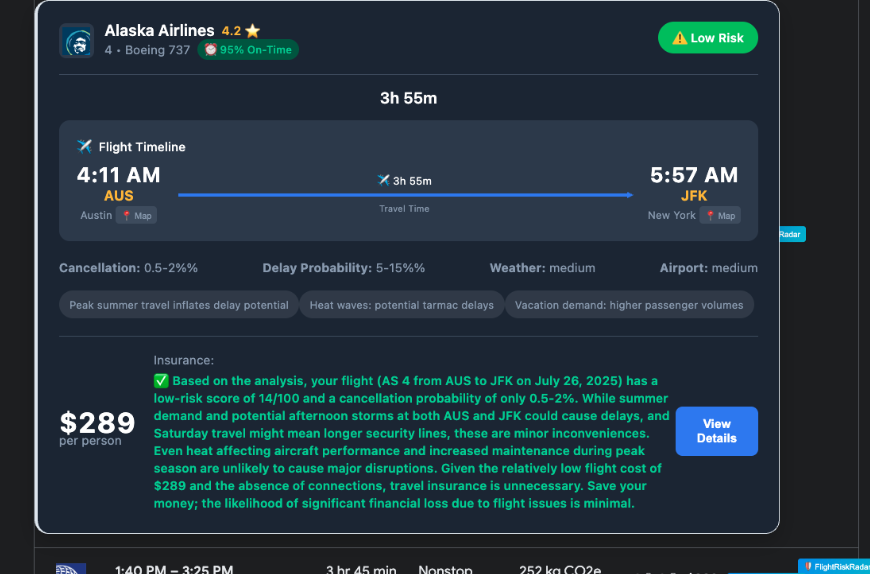 Alaska Airlines 4.2 ⭐
4 • Boeing 737 ⏰ 95% On-Time
⚠️ Low Risk
3h 55m
✈️ Flight Timeline
4:11 AM
AUS
Austin 📍 Map
✈️ 3h 55m
Travel Time
5:57 AM
JFK
New York 📍 Map
Radar
Cancellation: 0.5-2%%
Delay Probability: 5-15%%
Weather: medium
Airport: medium
Peak summer travel inflates delay potential
Heat waves: potential tarmac delays
Vacation demand: higher passenger volumes
$289
per person
Insurance:
✅ Based on the analysis, your flight (AS 4 from AUS to JFK on July 26, 2025) has a
low-risk score of 14/100 and a cancellation probability of only 0.5-2%. While summer
demand and potential afternoon storms at both AUS and JFK could cause delays, and
Saturday travel might mean longer security lines, these are minor inconveniences.
Even heat affecting aircraft performance and increased maintenance during peak
season are unlikely to cause major disruptions. Given the relatively low flight cost of
$289 and the absence of connections, travel insurance is unnecessary. Save your
money; the likelihood of significant financial loss due to flight issues is minimal.
View
Details
1:40 PM – 3:25 PM
3 hr 45 min
Nonstop
252 kg CO2e
FlightRiskRadar